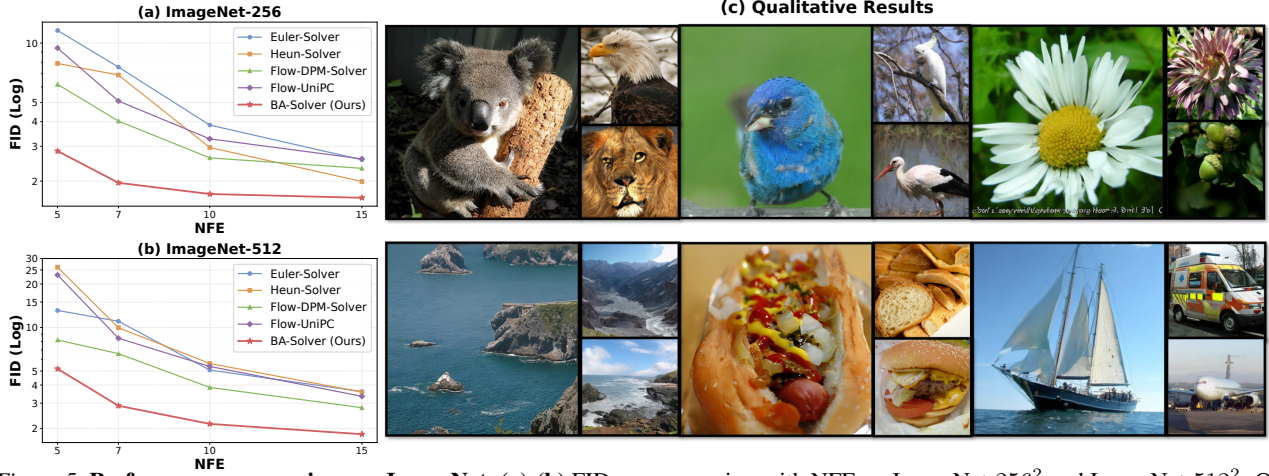 (a) ImageNet-256
FID (Log)
10
5
4
3
2
Euler-Solver
Heun-Solver
Flow-DPM-Solver
Flow-UniPC
BA-Solver (Ours)
5 7 10 15
NFE
(b) ImageNet-512
FID (Log)
30
25
20
15
10
5
4
3
2
Euler-Solver
Heun-Solver
Flow-DPM-Solver
Flow-UniPC
BA-Solver (Ours)
5 7 10 15
NFE
(c) Qualitative Results